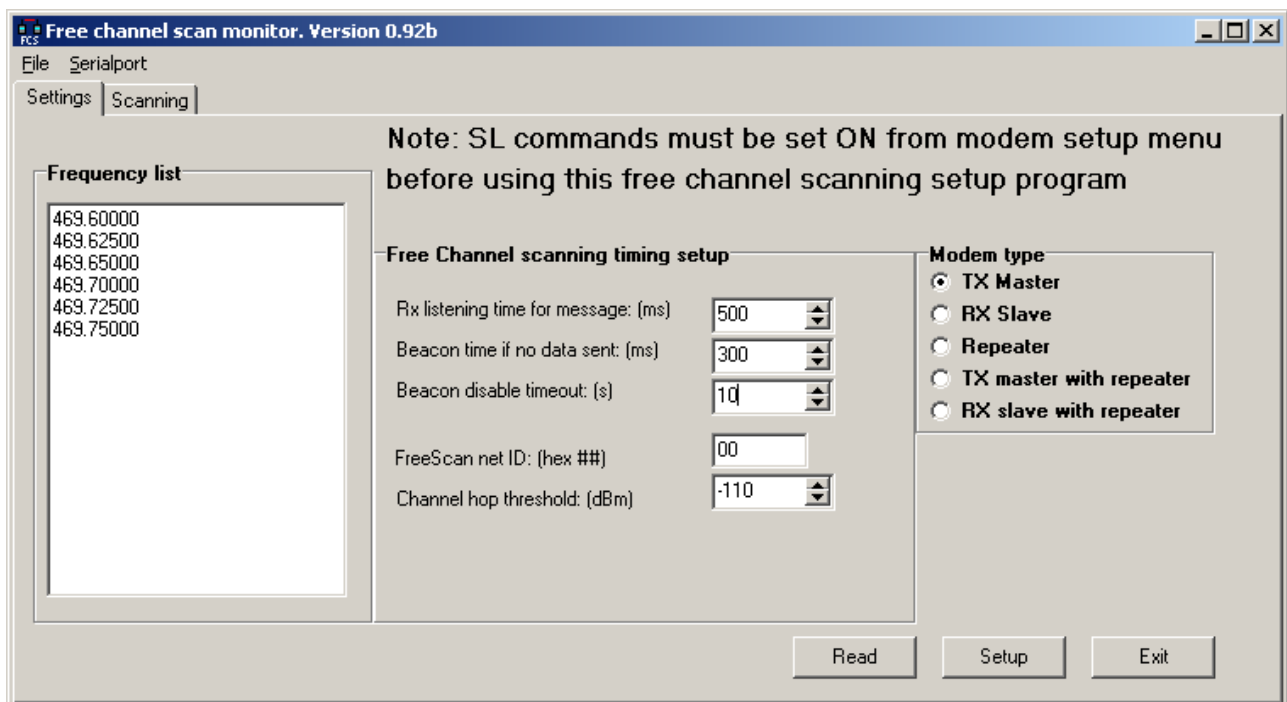 FCS
Free channel scan monitor. Version 0.92b
File Serialport
Settings Scanning
Note: SL commands must be set ON from modem setup menu
before using this free channel scanning setup program
Frequency list
469.60000
469.62500
469.65000
469.70000
469.72500
469.75000
Free Channel scanning timing setup
Rx listening time for message: (ms) 500
Beacon time if no data sent: (ms) 300
Beacon disable timeout: (s) 10
FreeScan net ID: (hex ##) 00
Channel hop threshold: (dBm) -110
Modem type
TX Master
RX Slave
Repeater
TX master with repeater
RX slave with repeater
Read Setup Exit